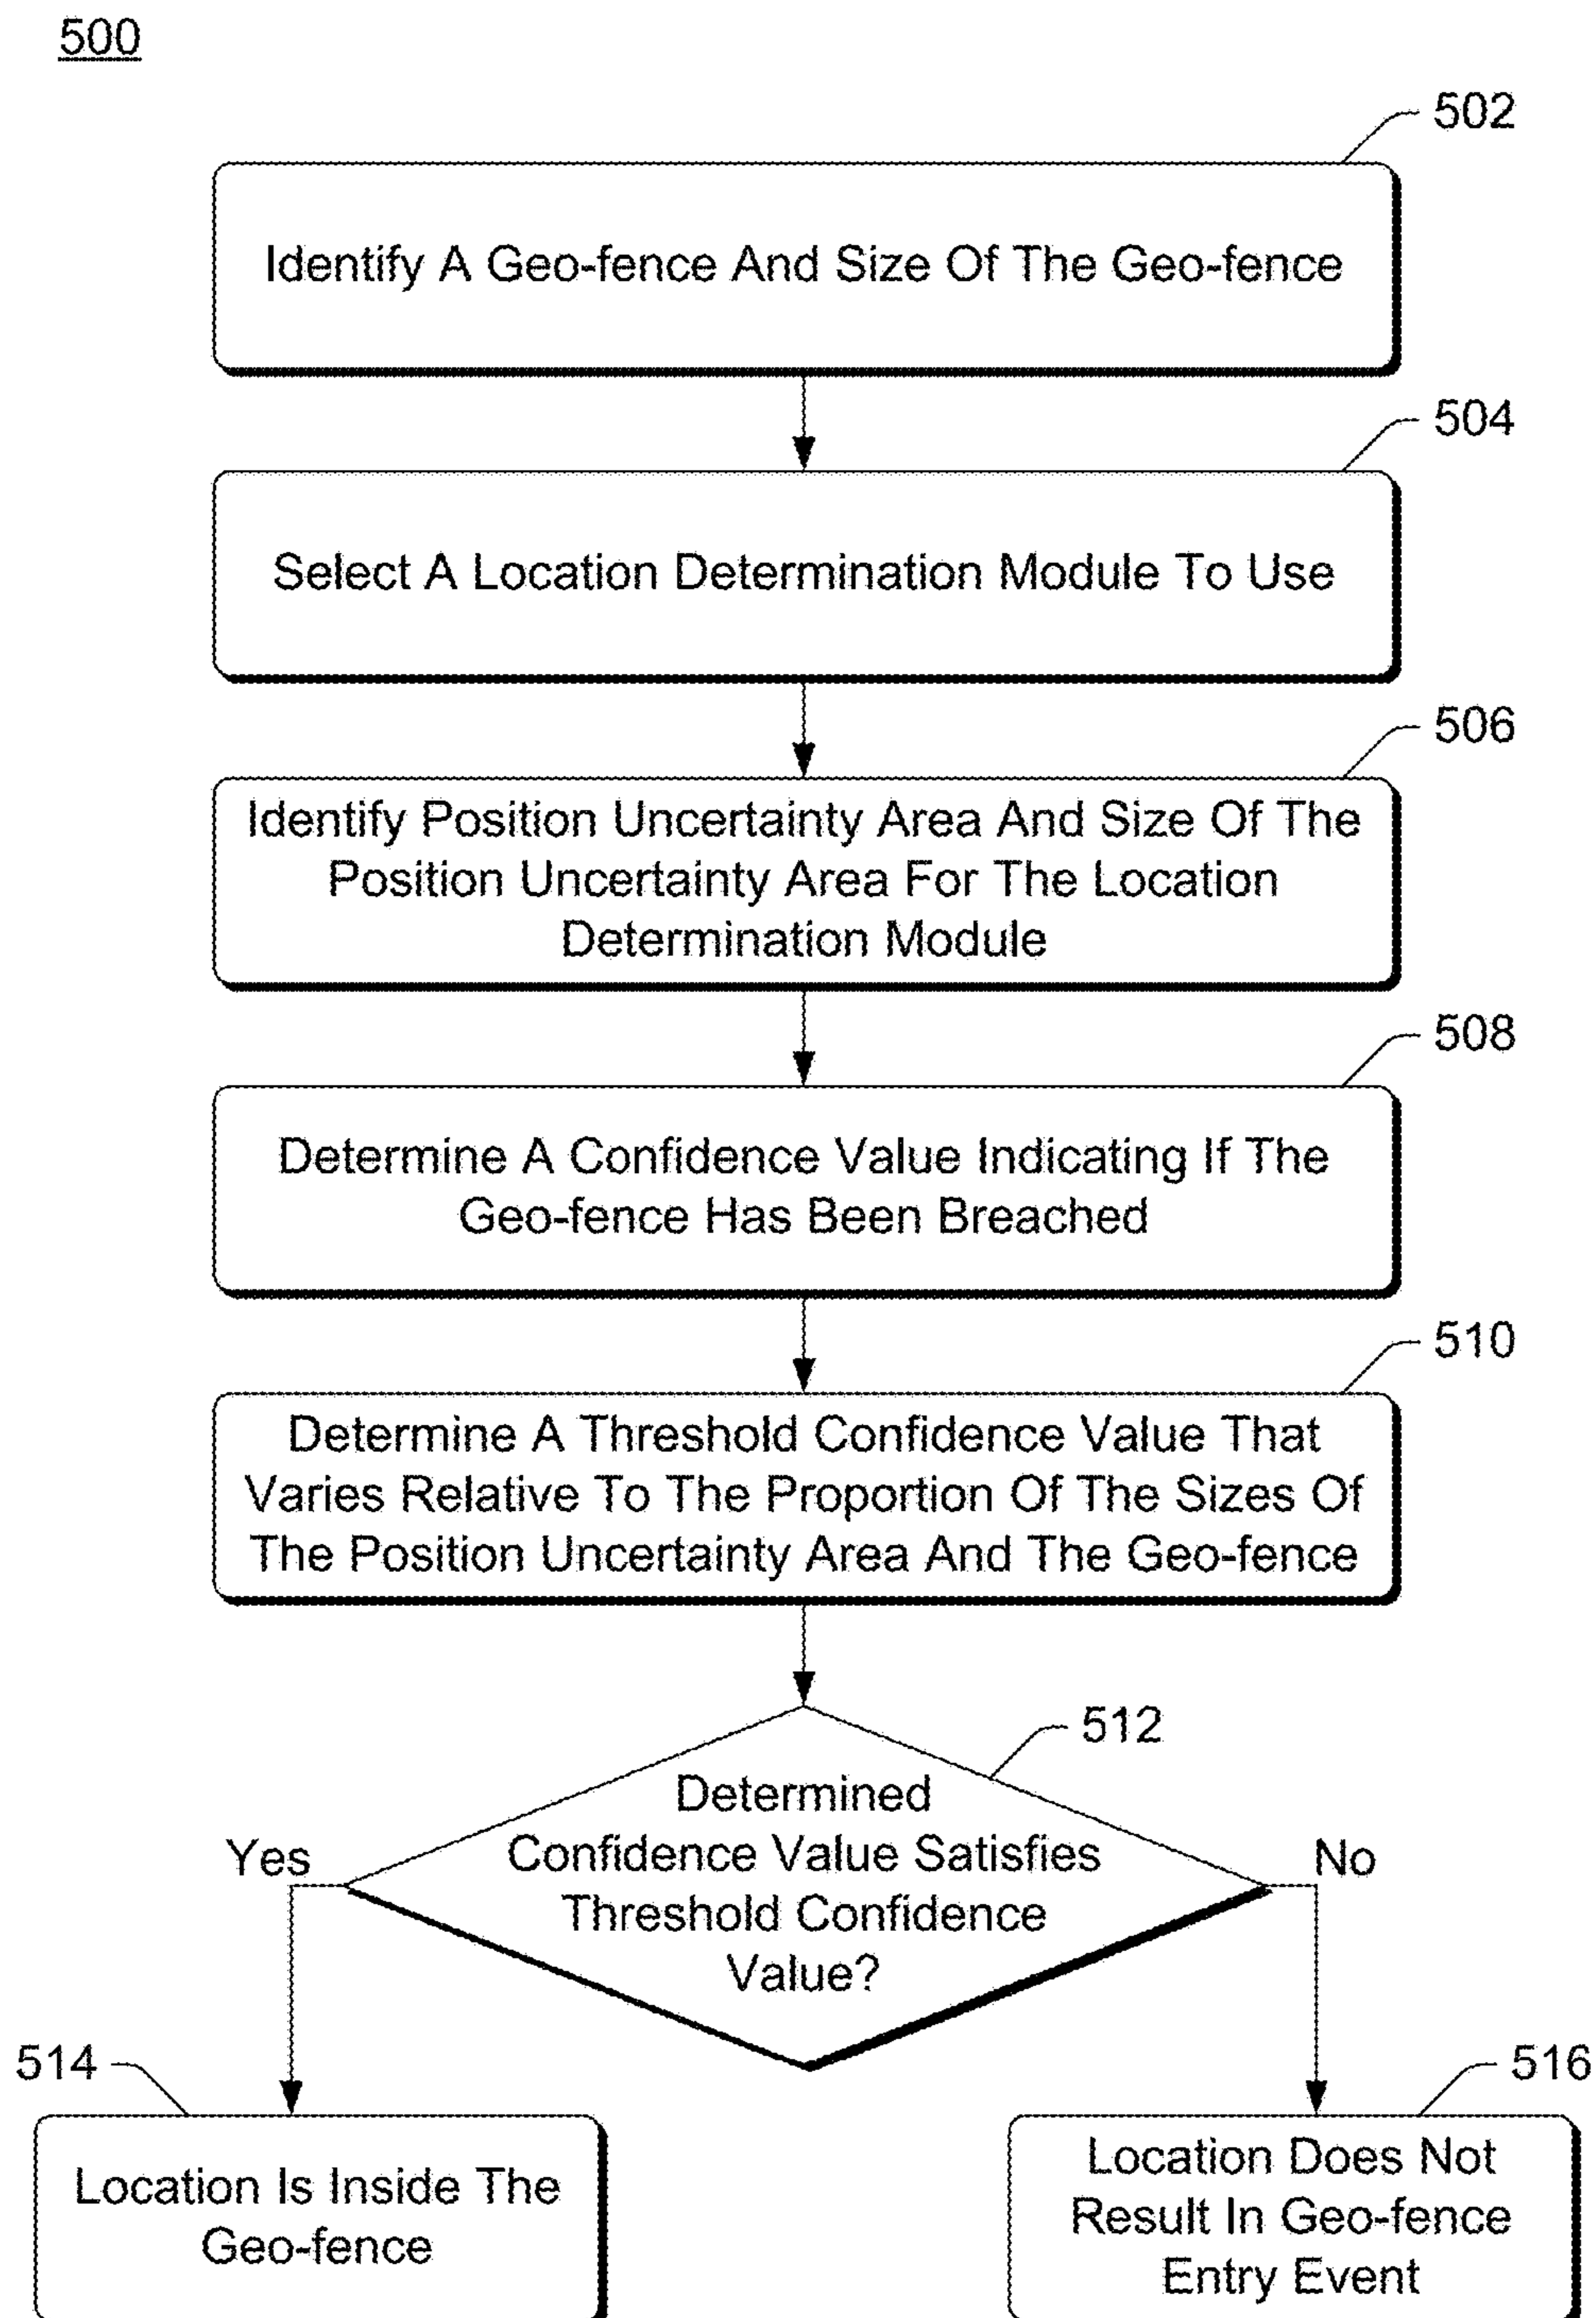 500
502
Identify A Geo-fence And Size Of The Geo-fence
504
Select A Location Determination Module To Use
506
Identify Position Uncertainty Area And Size Of The
Position Uncertainty Area For The Location
Determination Module
508
Determine A Confidence Value Indicating If The
Geo-fence Has Been Breached
510
Determine A Threshold Confidence Value That
Varies Relative To The Proportion Of The Sizes Of
The Position Uncertainty Area And The Geo-fence
512
Determined
Confidence Value Satisfies
Threshold Confidence
Value?
Yes
No
514
Location Is Inside The
Geo-fence
516
Location Does Not
Result In Geo-fence
Entry Event